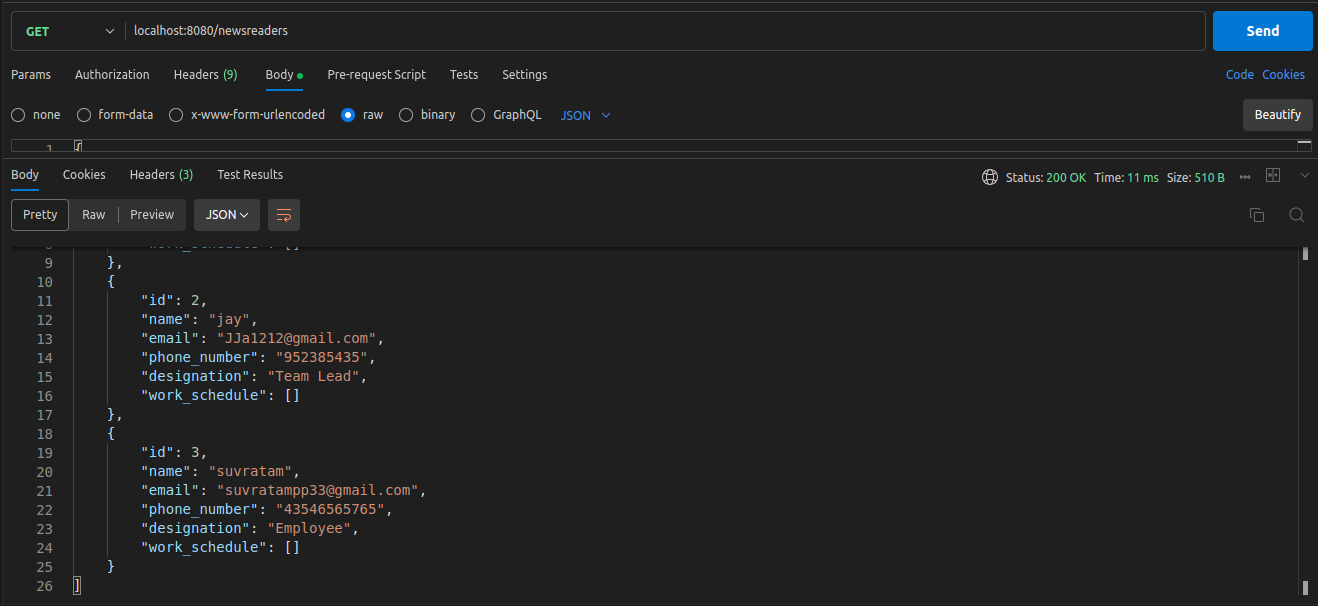 GET localhost:8080/newsreaders Send
Params Authorization Headers (9) Body Pre-request Script Tests Settings Code Cookies
none form-data x-www-form-urlencoded raw binary GraphQL JSON Beautify
1 {
Body Cookies Headers (3) Test Results Status: 200 OK Time: 11 ms Size: 510 B
Pretty Raw Preview JSON
8 "work_schedule": []
9 },
10 {
11 "id": 2,
12 "name": "jay",
13 "email": "JJa1212@gmail.com",
14 "phone_number": "952385435",
15 "designation": "Team Lead",
16 "work_schedule": []
17 },
18 {
19 "id": 3,
20 "name": "suvratam",
21 "email": "suvratampp33@gmail.com",
22 "phone_number": "43546565765",
23 "designation": "Employee",
24 "work_schedule": []
25 }
26 ]